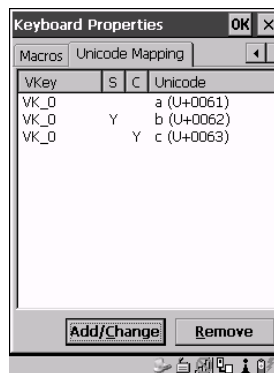 Keyboard Properties OK ×
Macros Unicode Mapping
VKey S C Unicode
VK_0 a (U+0061)
VK_0 Y b (U+0062)
VK_0 Y c (U+0063)
Add/Change Remove